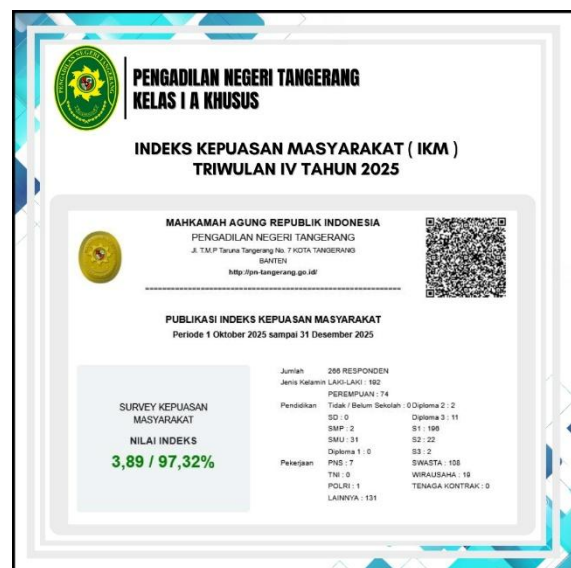 PENGADILAN NEGERI TANGERANG
KELAS I A KHUSUS
INDEKS KEPUASAN MASYARAKAT ( IKM )
TRIWULAN IV TAHUN 2025
MAHKAMAH AGUNG REPUBLIK INDONESIA
PENGADILAN NEGERI TANGERANG
Jl. T.M.P Taruna Tangerang No. 7 KOTA TANGERANG
BANTEN
http://pn-tangerang.go.id/
PUBLIKASI INDEKS KEPUASAN MASYARAKAT
Periode 1 Oktober 2025 sampai 31 Desember 2025
SURVEY KEPUASAN
MASYARAKAT
NILAI INDEKS
3,89 / 97,32%
Jumlah 266 RESPONDEN
Jenis Kelamin LAKI-LAKI : 192
PEREMPUAN : 74
Pendidikan Tidak / Belum Sekolah : 0 Diploma 2 : 2
SD : 0 Diploma 3 : 11
SMP : 2 S1 : 196
SMU : 31 S2 : 22
Diploma 1 : 0 S3 : 2
Pekerjaan PNS : 7 SWASTA : 108
TNI : 0 WIRAUSAHA : 19
POLRI : 1 TENAGA KONTRAK : 0
LAINNYA : 131